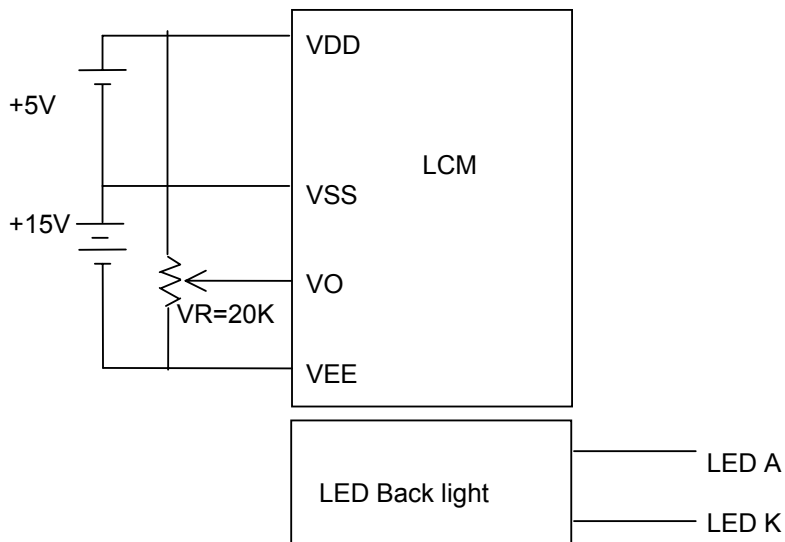 VDD
+5V
LCM
VSS
+15V
VO
VR=20K
VEE
LED A
LED Back light
LED K